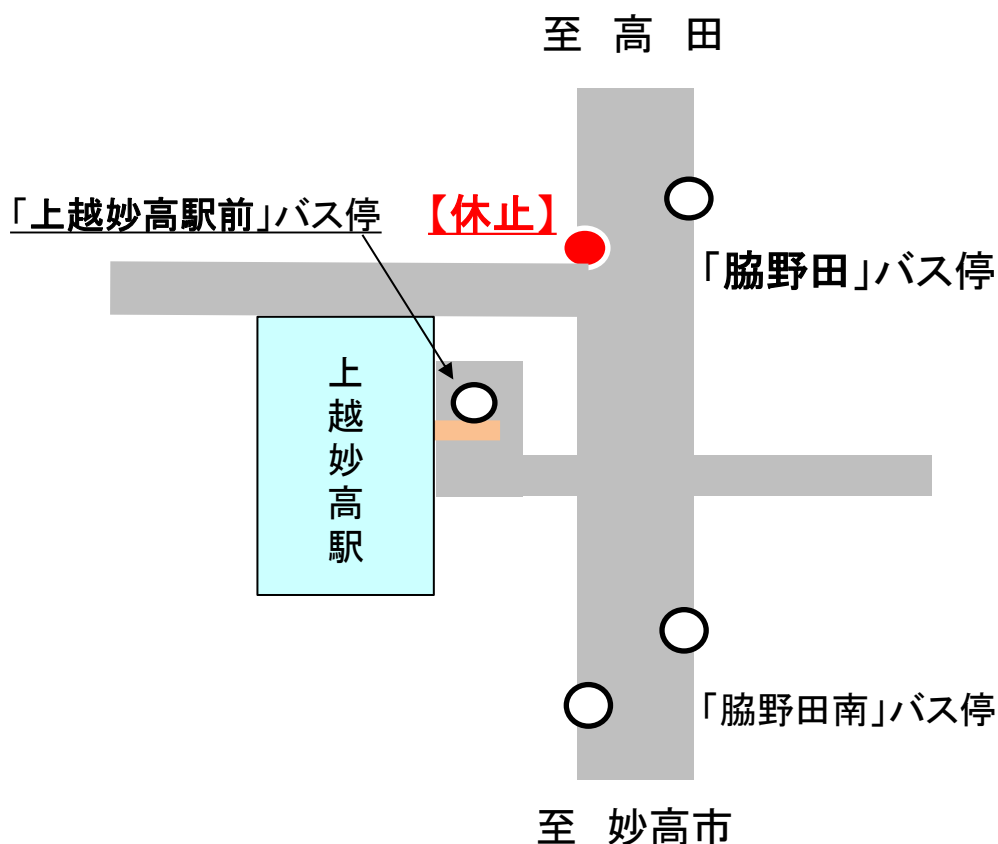 至 高 田
「上越妙高駅前」バス停
【休止】
「脇野田」バス停
上越妙高駅
「脇野田南」バス停
至 妙高市